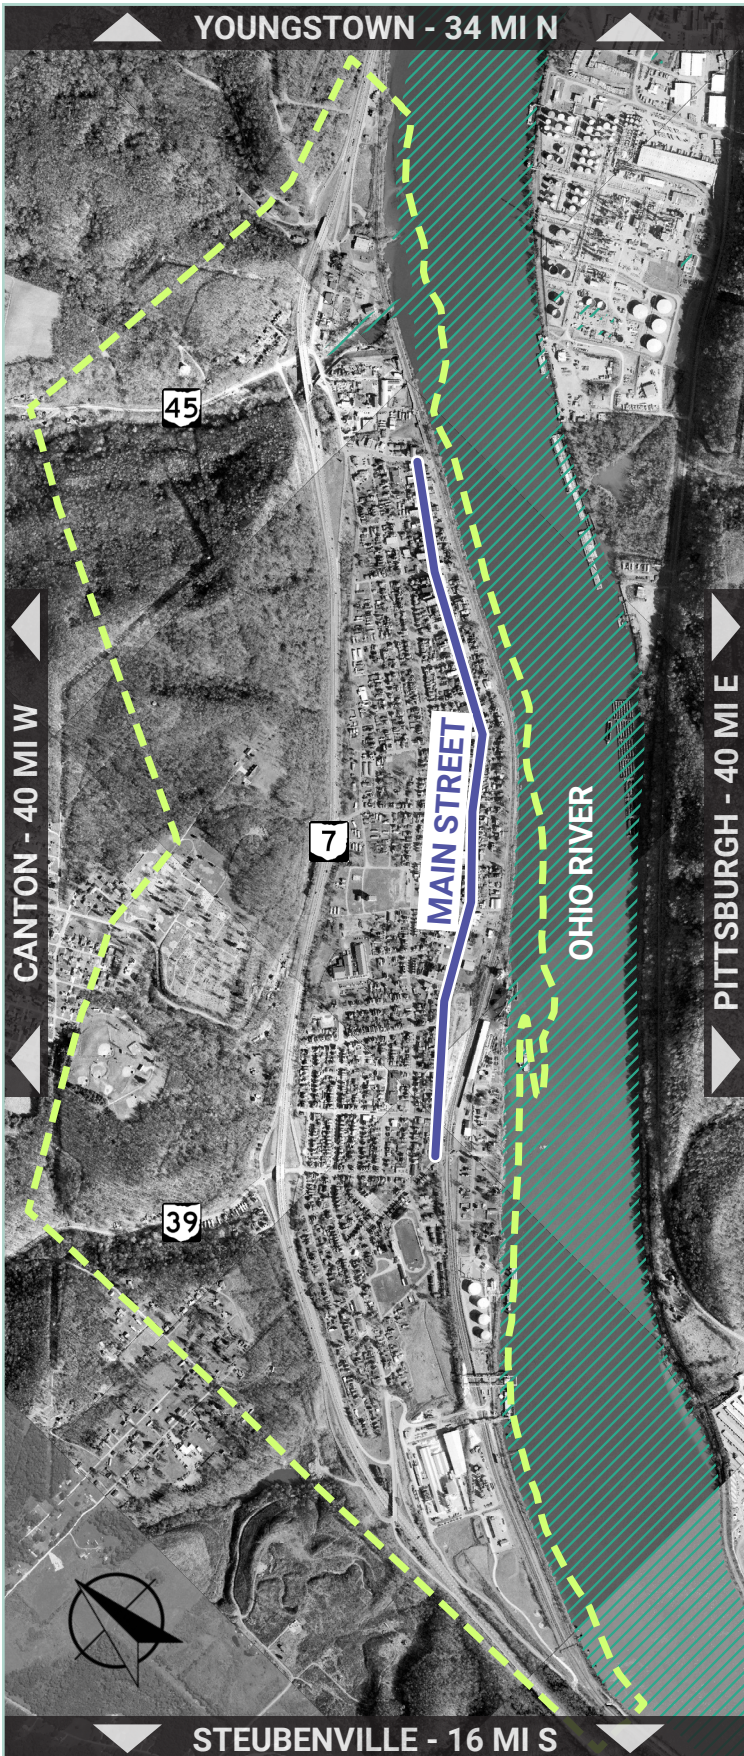 YOUNGSTOWN - 34 MI N
45
CANTON - 40 MI W
MAIN STREET
7
OHIO RIVER
PITTSBURGH - 40 MI E
39
STEUBENVILLE - 16 MI S